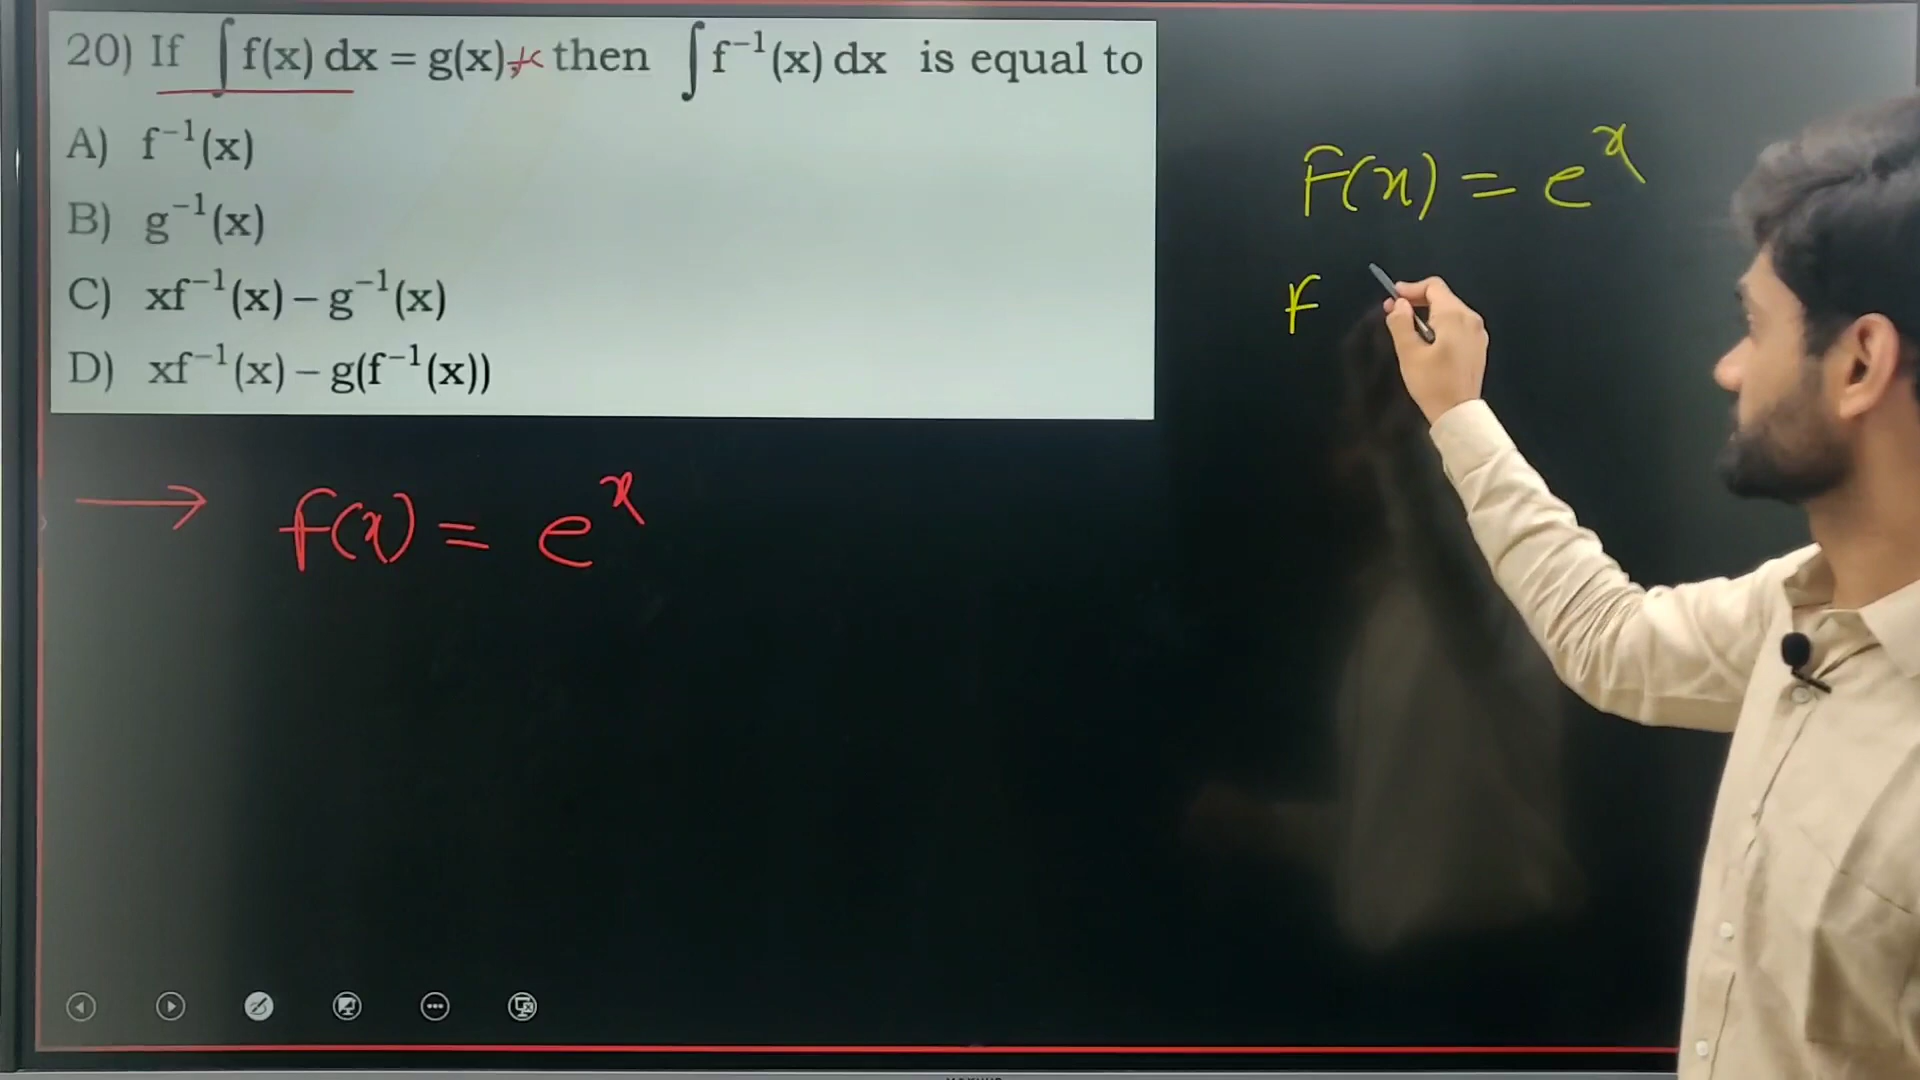 20) If ∫f(x) dx = g(x), then ∫f⁻¹(x) dx is equal to
A) f⁻¹(x)
B) g⁻¹(x)
C) xf⁻¹(x) – g⁻¹(x)
D) xf⁻¹(x) – g(f⁻¹(x))
→ f(x) = eˣ
F(x) = eˣ
F